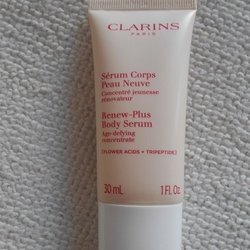 CLARINS
PARIS
Sérum Corps
Peau Neuve
Concentré jeunesse
rénovateur
Renew-Plus
Body Serum
Age-defying
concentrate
[FLOWER ACIDS + TRIPEPTIDE]
30 mL 1 Fl. Oz.